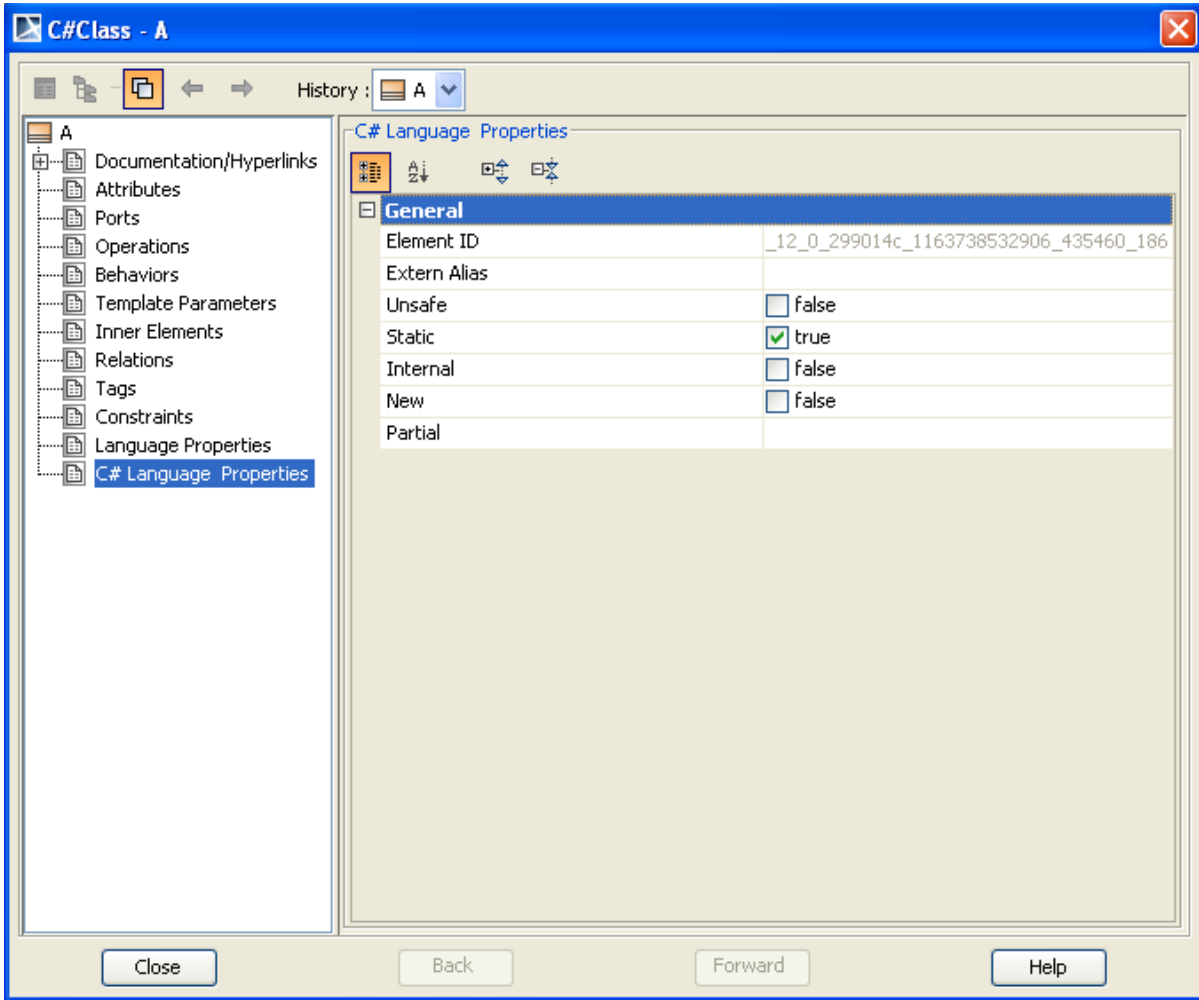 C#Class - A
History : A
A
Documentation/Hyperlinks
Attributes
Ports
Operations
Behaviors
Template Parameters
Inner Elements
Relations
Tags
Constraints
Language Properties
C# Language Properties
C# Language Properties
General
Element ID _12_0_299014c_1163738532906_435460_186
Extern Alias
Unsafe false
Static true
Internal false
New false
Partial
Close Back Forward Help